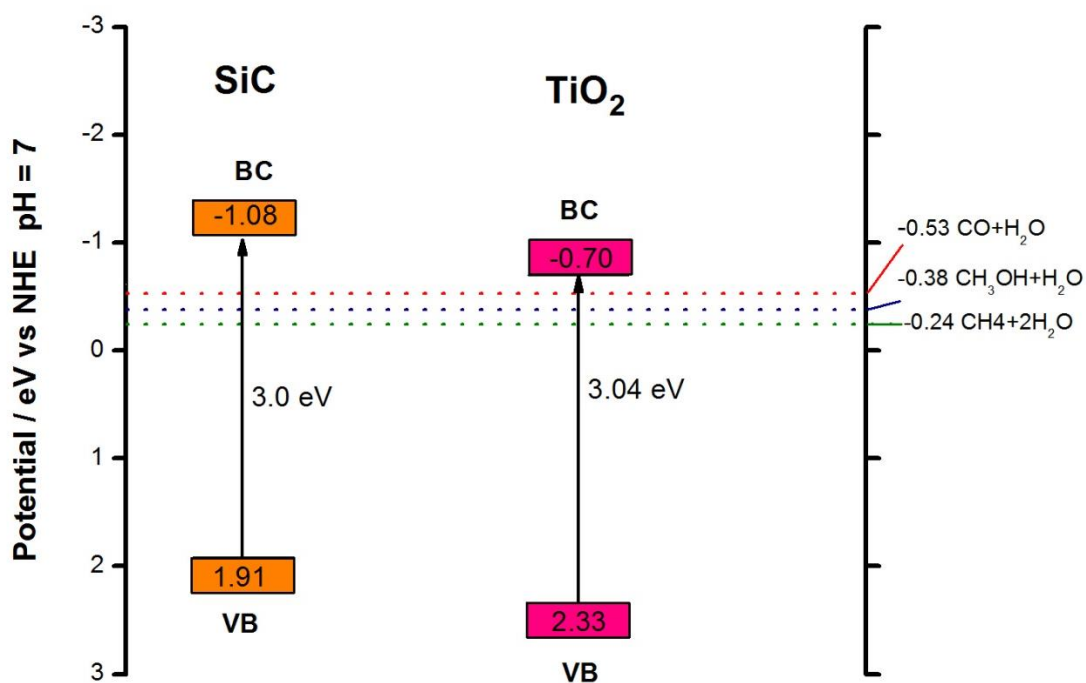 Potential / eV vs NHE pH = 7
-3
-2
-1
0
1
2
3
SiC
BC
-1.08
3.0 eV
1.91
VB
TiO₂
BC
-0.70
3.04 eV
2.33
VB
-0.53 CO+H₂O
-0.38 CH₃OH+H₂O
-0.24 CH4+2H₂O